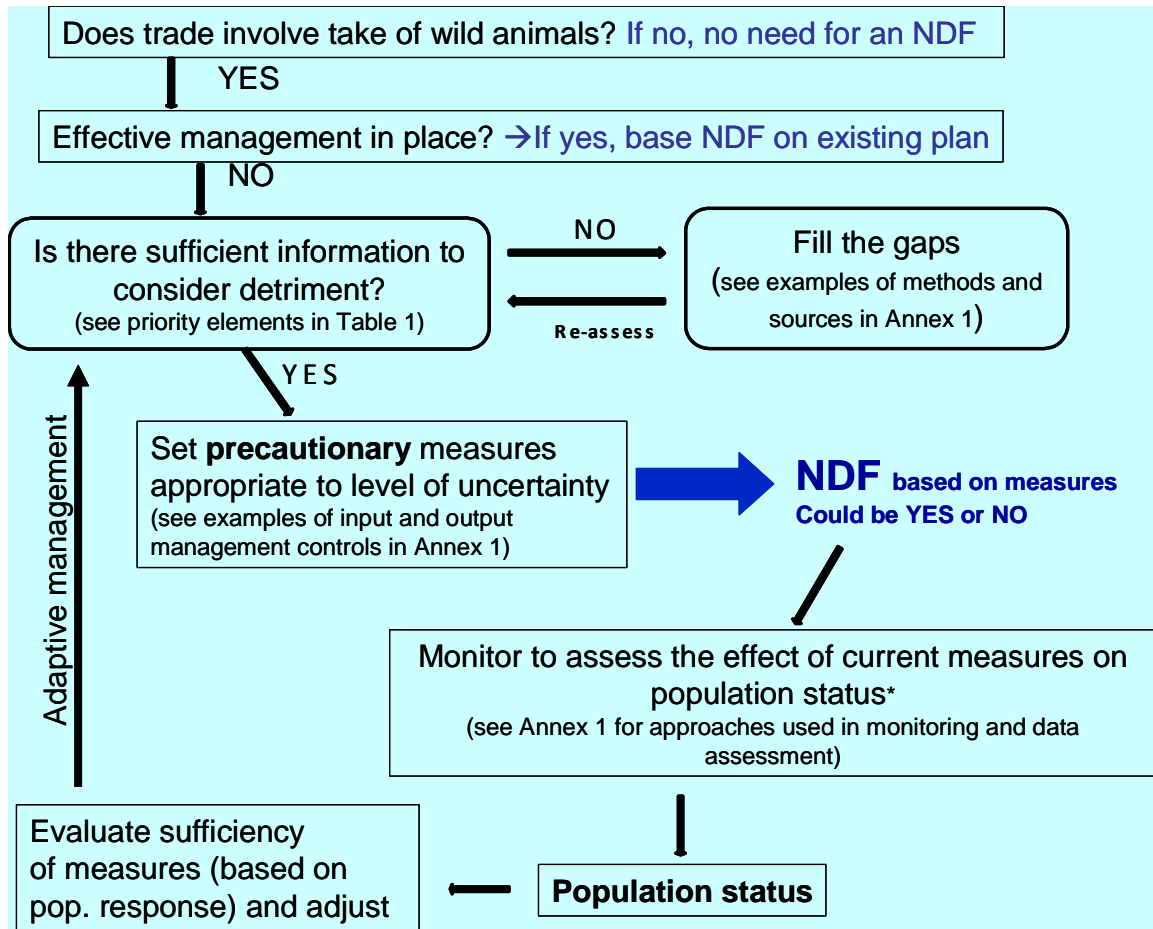 Does trade involve take of wild animals? If no, no need for an NDF
YES
Effective management in place? →If yes, base NDF on existing plan
NO
Is there sufficient information to
consider detriment?
(see priority elements in Table 1)
NO
Re-assess
Fill the gaps
(see examples of methods and
sources in Annex 1)
YES
Set precautionary measures
appropriate to level of uncertainty
(see examples of input and output
management controls in Annex 1)
NDF based on measures
Could be YES or NO
Monitor to assess the effect of current measures on
population status*
(see Annex 1 for approaches used in monitoring and data
assessment)
Population status
Evaluate sufficiency
of measures (based on
pop. response) and adjust
Adaptive management